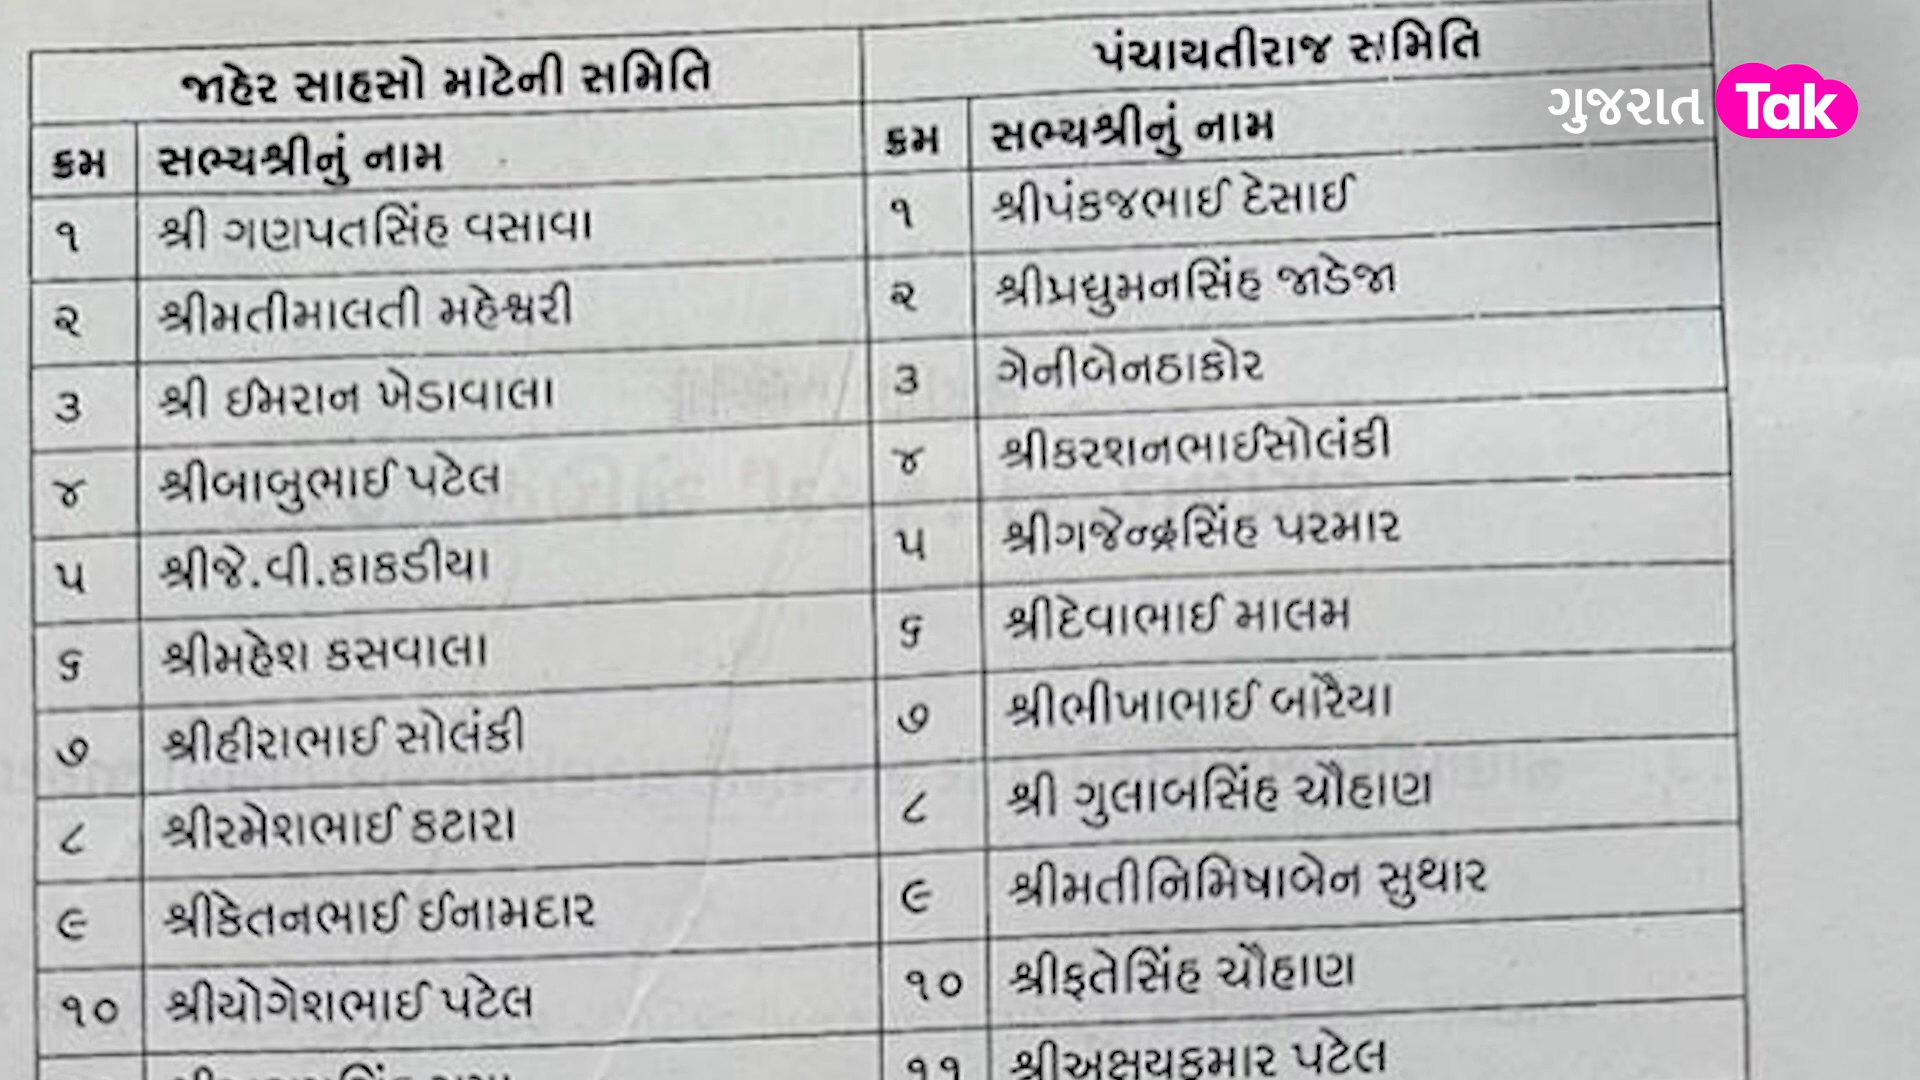 જાહેર સાહસો માટેની સમિતિ
ક્રમ સભ્યશ્રીનું નામ
૧ શ્રી ગણપતસિંહ વસાવા
૨ શ્રીમતીમાલતી મહેશ્વરી
૩ શ્રી ઈમરાન ખેડાવાલા
૪ શ્રીબાબુભાઈ પટેલ
૫ શ્રીજે.વી.કાકડીયા
૬ શ્રીમહેશ કસવાલા
૭ શ્રીહીરાભાઈ સોલંકી
૮ શ્રીરમેશભાઈ કટારા
૯ શ્રીકેતનભાઈ ઈનામદાર
૧૦ શ્રીયોગેશભાઈ પટેલ
પંચાયતીરાજ સમિતિ
ક્રમ સભ્યશ્રીનું નામ
૧ શ્રીપંકજભાઈ દેસાઈ
૨ શ્રીપ્રદ્યુમનસિંહ જાડેજા
૩ ગેનીબેનઠાકોર
૪ શ્રીકરશનભાઈસોલંકી
૫ શ્રીગજેન્દ્રસિંહ પરમાર
૬ શ્રીદેવાભાઈ માલમ
૭ શ્રીભીખાભાઈ બારૈયા
૮ શ્રી ગુલાબસિંહ ચૌહાણ
૯ શ્રીમતીનિમિષાબેન સુથાર
૧૦ શ્રીફતેસિંહ ચૌહાણ
૧૧ શ્રીઅક્ષયકુમાર પટેલ
ગુજરાત Tak